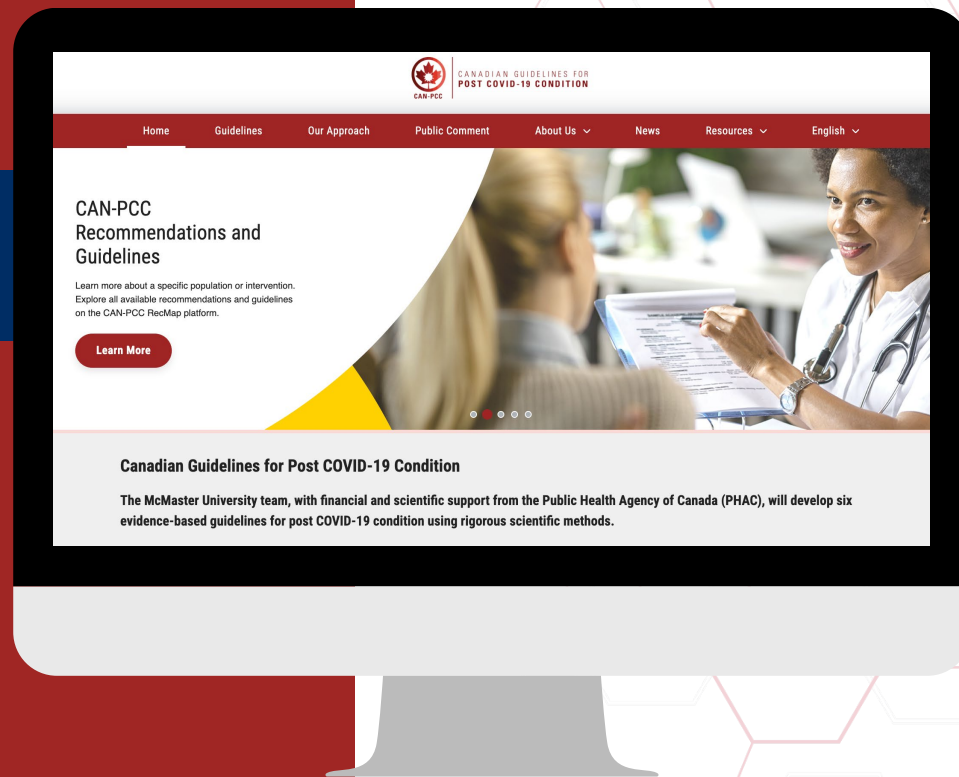 CANADIAN GUIDELINES FOR
POST COVID-19 CONDITION
CAN-PCC
Home Guidelines Our Approach Public Comment About Us News Resources English
CAN-PCC
Recommendations and
Guidelines
Learn more about a specific population or intervention.
Explore all available recommendations and guidelines
on the CAN-PCC RecMap platform.
Learn More
Canadian Guidelines for Post COVID-19 Condition
The McMaster University team, with financial and scientific support from the Public Health Agency of Canada (PHAC), will develop six
evidence-based guidelines for post COVID-19 condition using rigorous scientific methods.